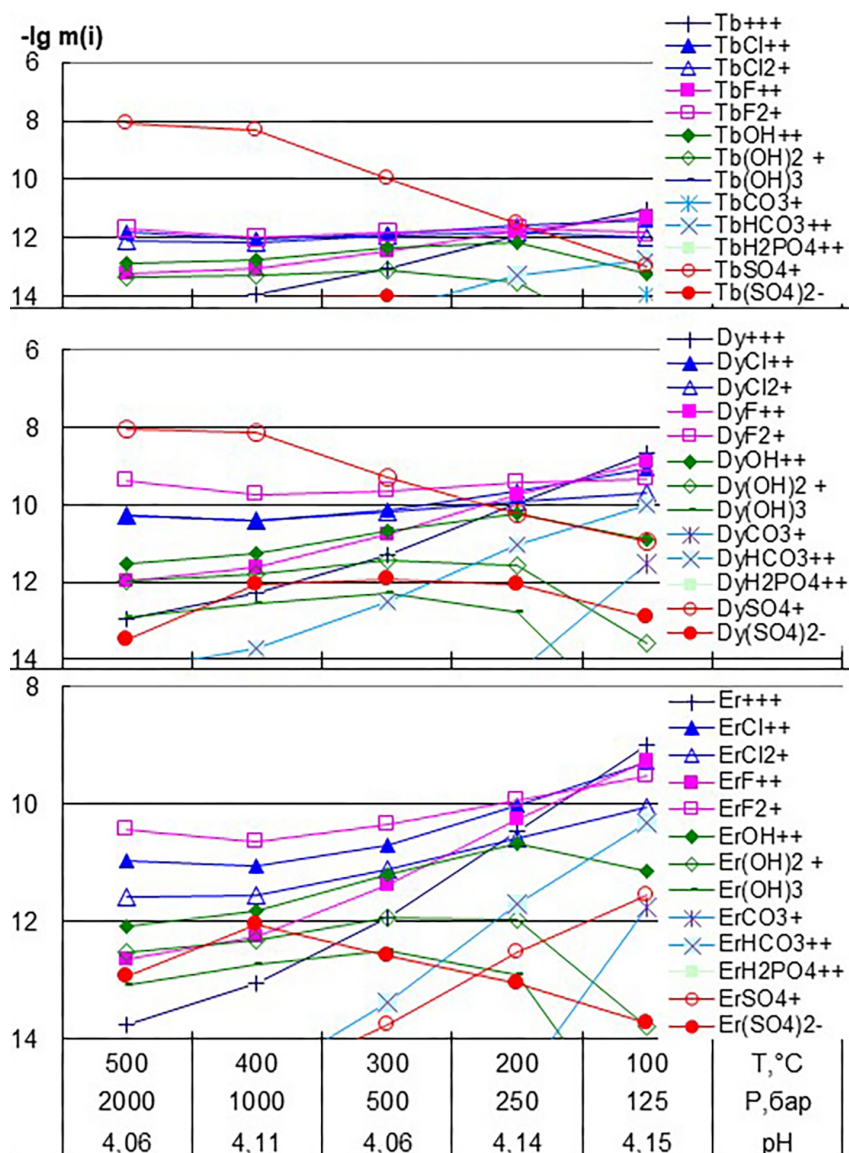 -lg m(i)
6
8
10
12
14
Tb+++
TbCl++
TbCl2+
TbF++
TbF2+
TbOH++
Tb(OH)2 +
Tb(OH)3
TbCO3+
TbHCO3++
TbH2PO4++
TbSO4+
Tb(SO4)2-
6
8
10
12
14
Dy+++
DyCl++
DyCl2+
DyF++
DyF2+
DyOH++
Dy(OH)2 +
Dy(OH)3
DyCO3+
DyHCO3++
DyH2PO4++
DySO4+
Dy(SO4)2-
8
10
12
14
Er+++
ErCl++
ErCl2+
ErF++
ErF2+
ErOH++
Er(OH)2 +
Er(OH)3
ErCO3+
ErHCO3++
ErH2PO4++
ErSO4+
Er(SO4)2-
500 400 300 200 100 T,°C
2000 1000 500 250 125 P,бар
4,06 4,11 4,06 4,14 4,15 pH